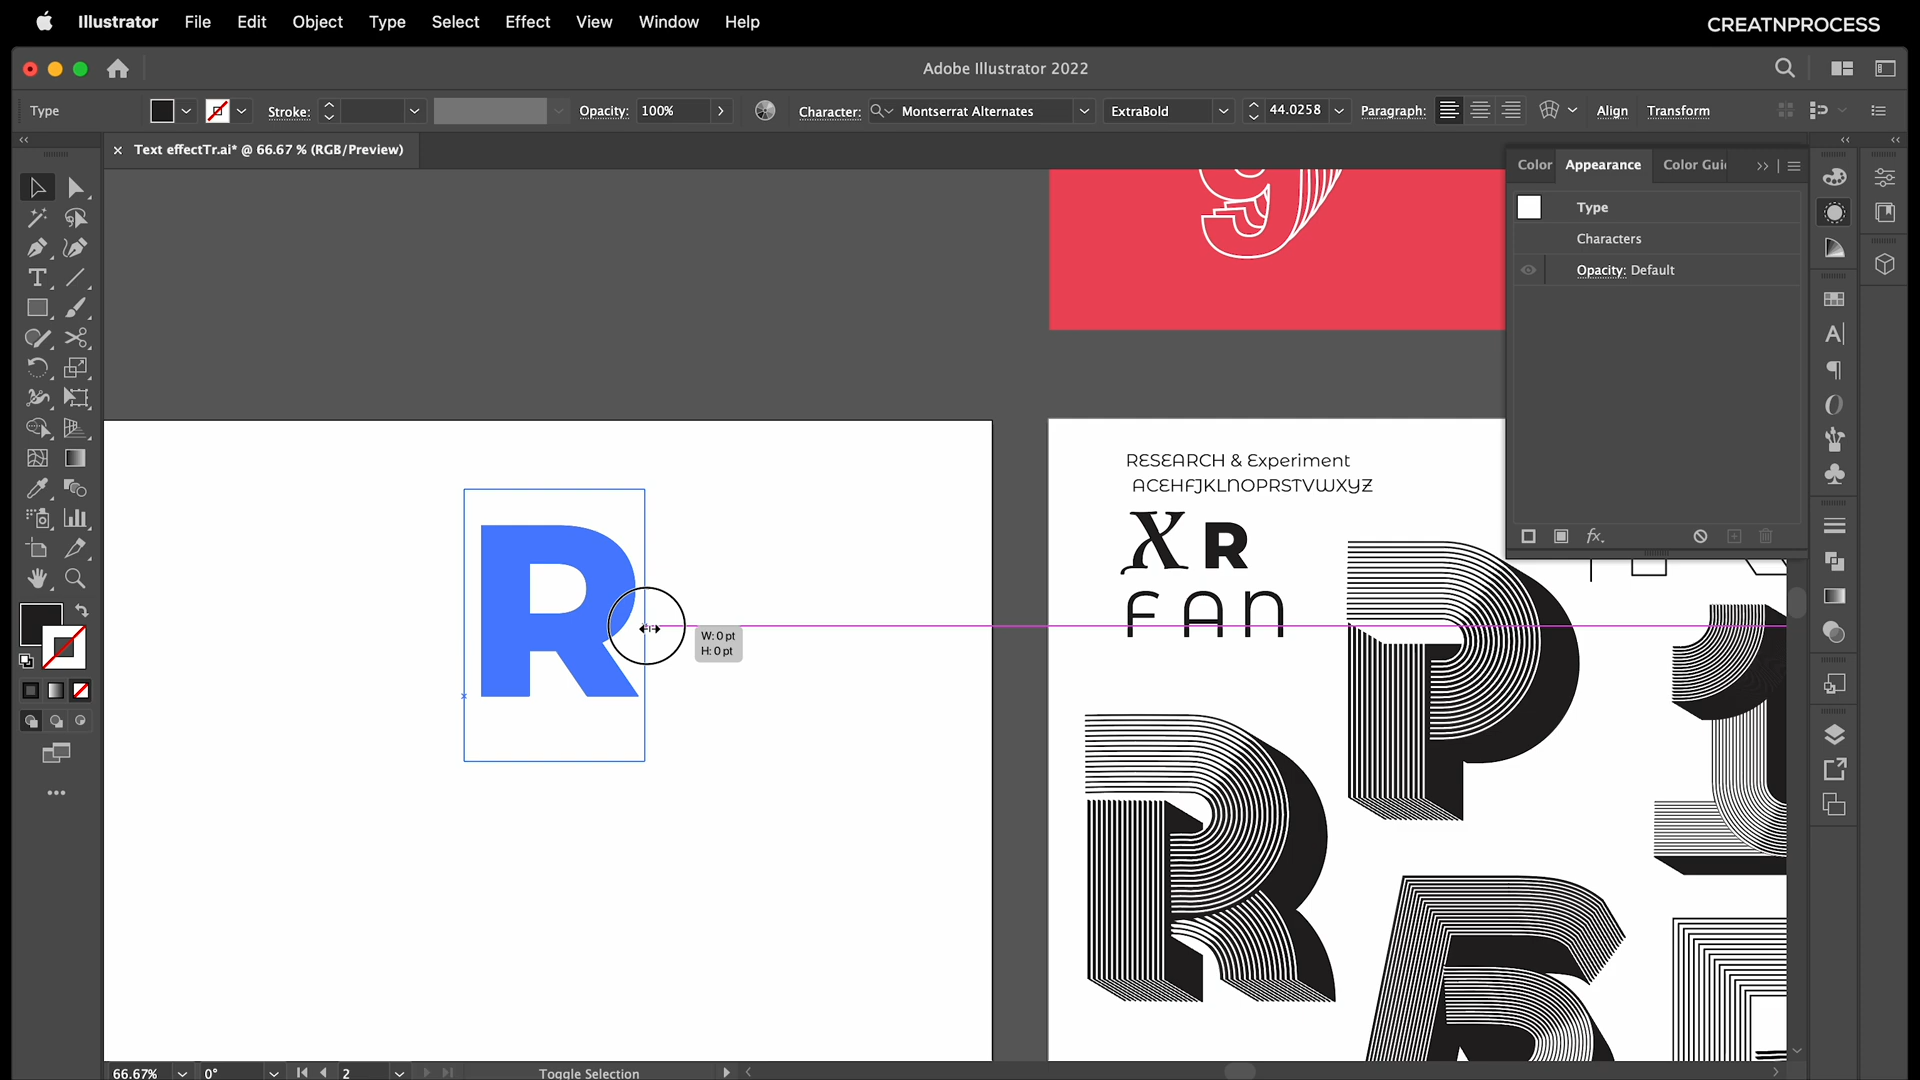 Illustrator File Edit Object Type Select Effect View Window Help
CREATNPROCESS
Adobe Illustrator 2022
Type Stroke: Opacity: 100% Character: Montserrat Alternates ExtraBold 44.0258 Paragraph: Align Transform
Text effectTr.ai* @ 66.67 % (RGB/Preview)
Color Appearance Color Gui
Type
Characters
Opacity: Default
9
RESEARCH & Experiment
ACEHFJKLNOPRSTVWXYZ
X R
FAN
R
W: 0 pt
H: 0 pt
P
R
66.67% 0° 2 Toggle Selection